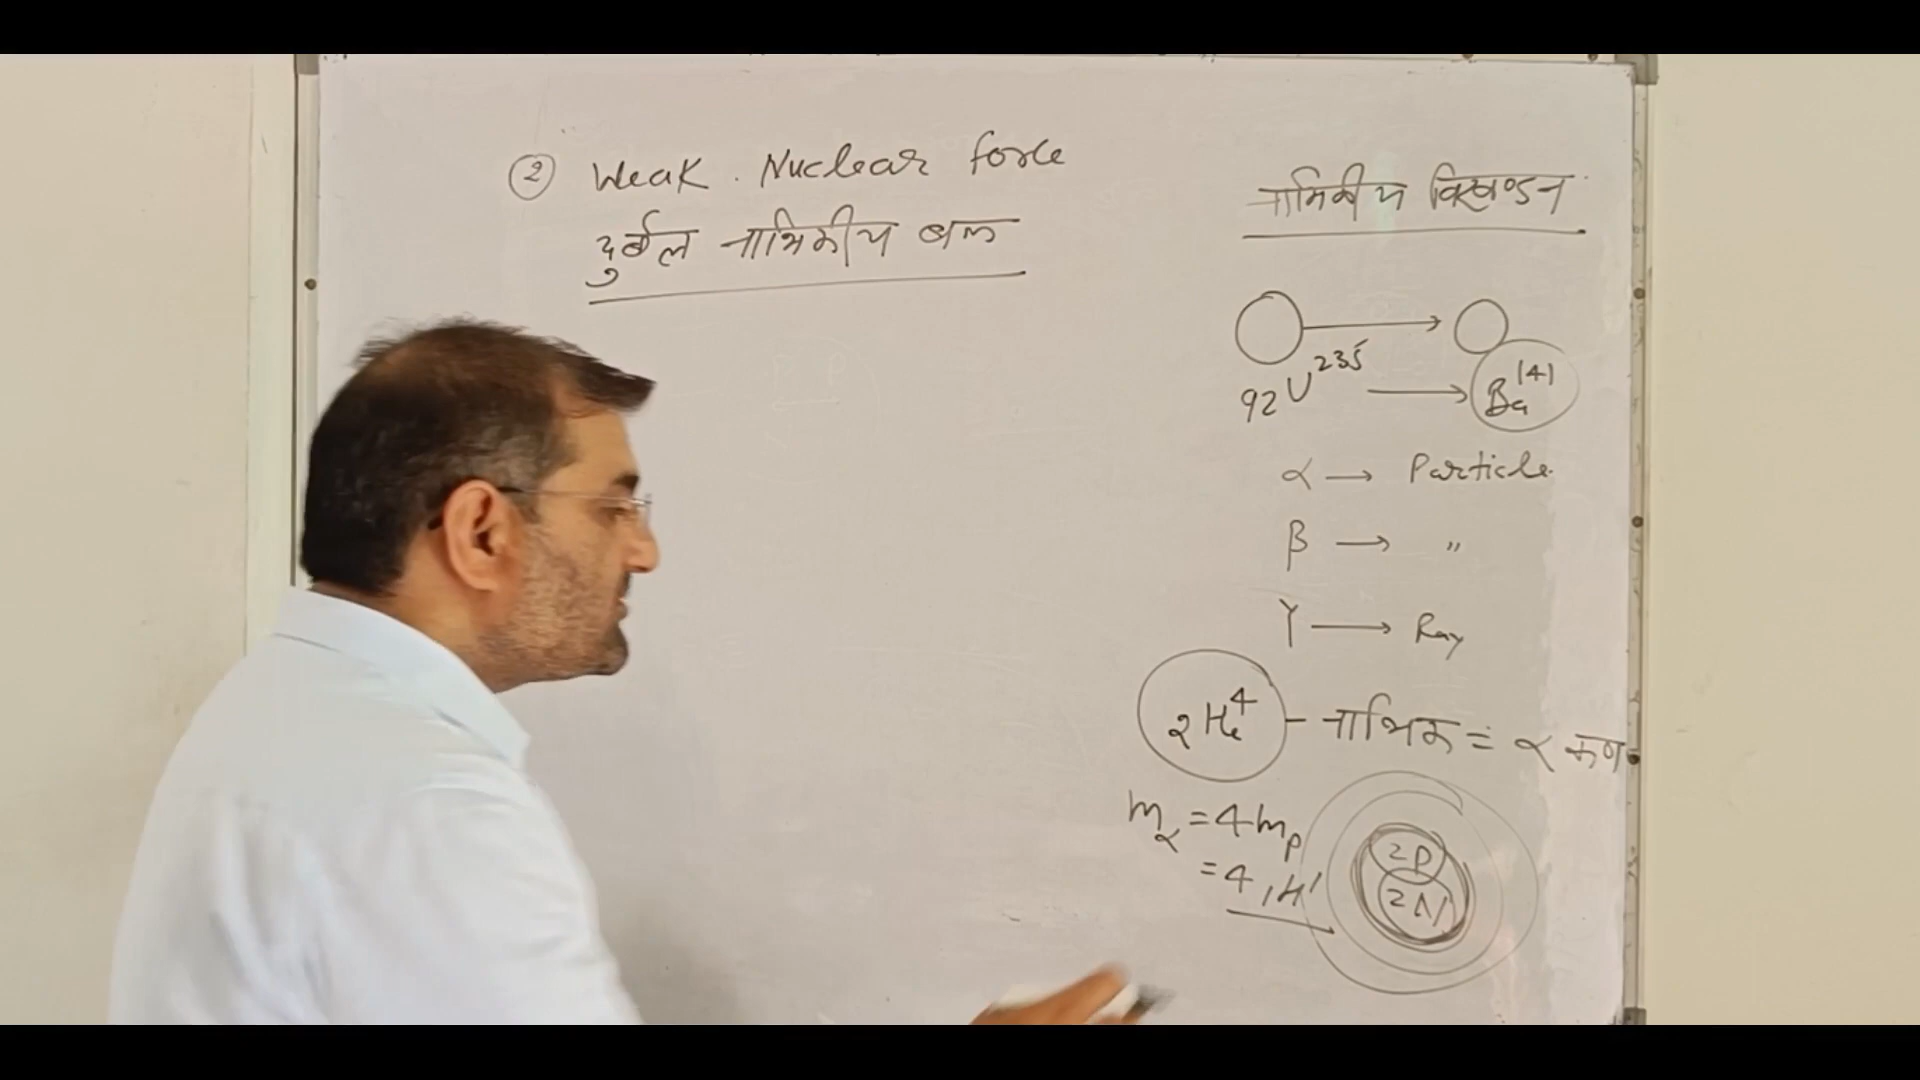 ② Weak. Nuclear force
दुर्बल नाभिकीय बल
नाभिकीय विखण्डन
92U²³⁵ → Ba¹⁴¹
α → Particle.
β → "
γ → Ray
₂He⁴ - नाभिक = α कण
mα = 4mp
= 4 ₁H¹
2P
2N